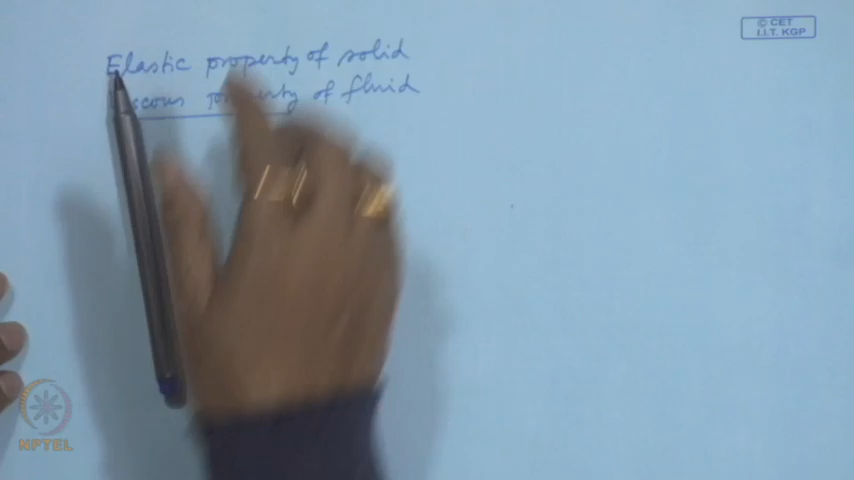 Elastic property of solid
property of fluid
© CET
I.I.T. KGP
NPTEL